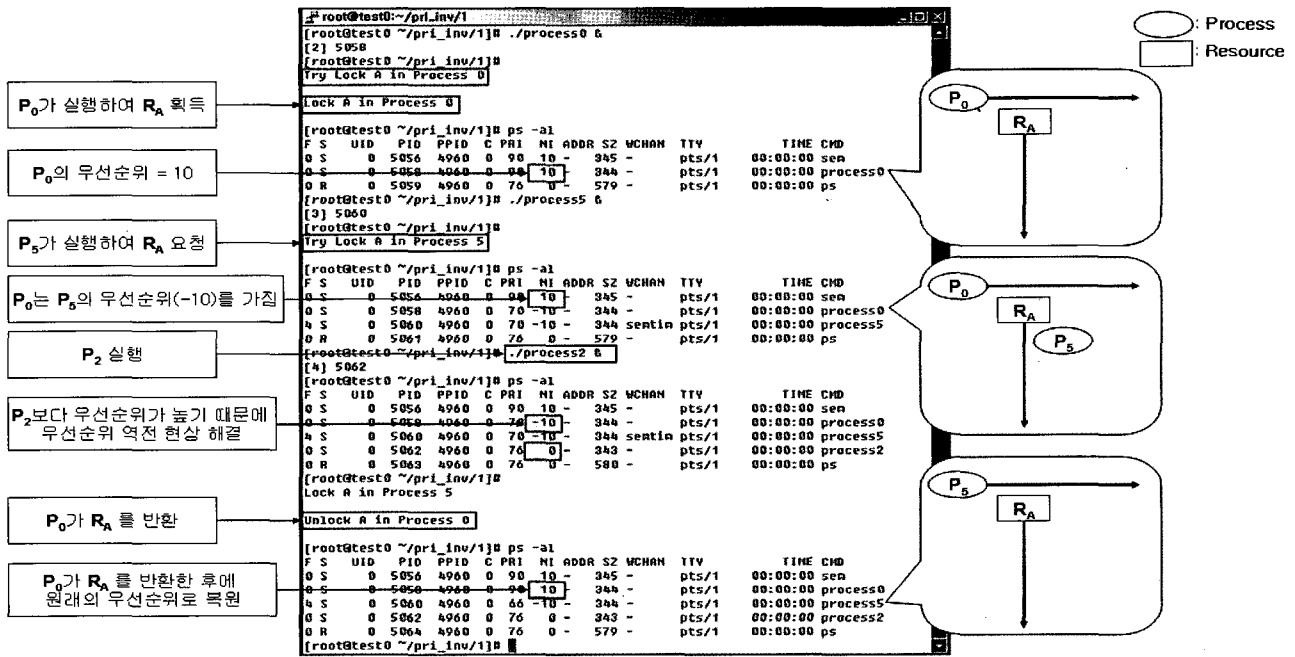 root@test0:~/pri_inv/1
[root@test0 ~/pri_inv/1]# ./process0 &
[2] 5058
[root@test0 ~/pri_inv/1]#
Try Lock A in Process 0
Lock A in Process 0
[root@test0 ~/pri_inv/1]# ps -al
F S UID PID PPID C PRI NI ADDR SZ WCHAN TTY TIME CMD
0 S 0 5056 4960 0 90 10 - 345 - pts/1 00:00:00 sem
0 S 0 5058 4960 0 90 10 - 344 - pts/1 00:00:00 process0
0 R 0 5059 4960 0 76 0 - 579 - pts/1 00:00:00 ps
[root@test0 ~/pri_inv/1]# ./process5 &
[3] 5060
[root@test0 ~/pri_inv/1]#
Try Lock A in Process 5
[root@test0 ~/pri_inv/1]# ps -al
F S UID PID PPID C PRI NI ADDR SZ WCHAN TTY TIME CMD
0 S 0 5056 4960 0 90 10 - 345 - pts/1 00:00:00 sem
0 S 0 5058 4960 0 70 -10 - 344 - pts/1 00:00:00 process0
4 S 0 5060 4960 0 70 -10 - 344 semtim pts/1 00:00:00 process5
0 R 0 5061 4960 0 76 0 - 579 - pts/1 00:00:00 ps
[root@test0 ~/pri_inv/1]# ./process2 &
[4] 5062
[root@test0 ~/pri_inv/1]# ps -al
F S UID PID PPID C PRI NI ADDR SZ WCHAN TTY TIME CMD
0 S 0 5056 4960 0 90 10 - 345 - pts/1 00:00:00 sem
0 S 0 5058 4960 0 70 -10 - 344 - pts/1 00:00:00 process0
4 S 0 5060 4960 0 70 -10 - 344 semtim pts/1 00:00:00 process5
0 S 0 5062 4960 0 76 0 - 343 - pts/1 00:00:00 process2
0 R 0 5063 4960 0 76 0 - 580 - pts/1 00:00:00 ps
[root@test0 ~/pri_inv/1]#
Lock A in Process 5
Unlock A in Process 0
[root@test0 ~/pri_inv/1]# ps -al
F S UID PID PPID C PRI NI ADDR SZ WCHAN TTY TIME CMD
0 S 0 5056 4960 0 90 10 - 345 - pts/1 00:00:00 sem
0 S 0 5058 4960 0 90 10 - 344 - pts/1 00:00:00 process0
4 S 0 5060 4960 0 66 -10 - 344 - pts/1 00:00:00 process5
0 S 0 5062 4960 0 76 0 - 343 - pts/1 00:00:00 process2
0 R 0 5064 4960 0 76 0 - 579 - pts/1 00:00:00 ps
[root@test0 ~/pri_inv/1]#
P0가 실행하여 RA 획득
P0의 우선순위 = 10
P5가 실행하여 RA 요청
P0는 P5의 우선순위(-10)를 가짐
P2 실행
P2보다 우선순위가 높기 때문에
우선순위 역전 현상 해결
P0가 RA 를 반환
P0가 RA 를 반환한 후에
원래의 우선순위로 복원
: Process
: Resource
P0
RA
P0
RA
P5
P5
RA